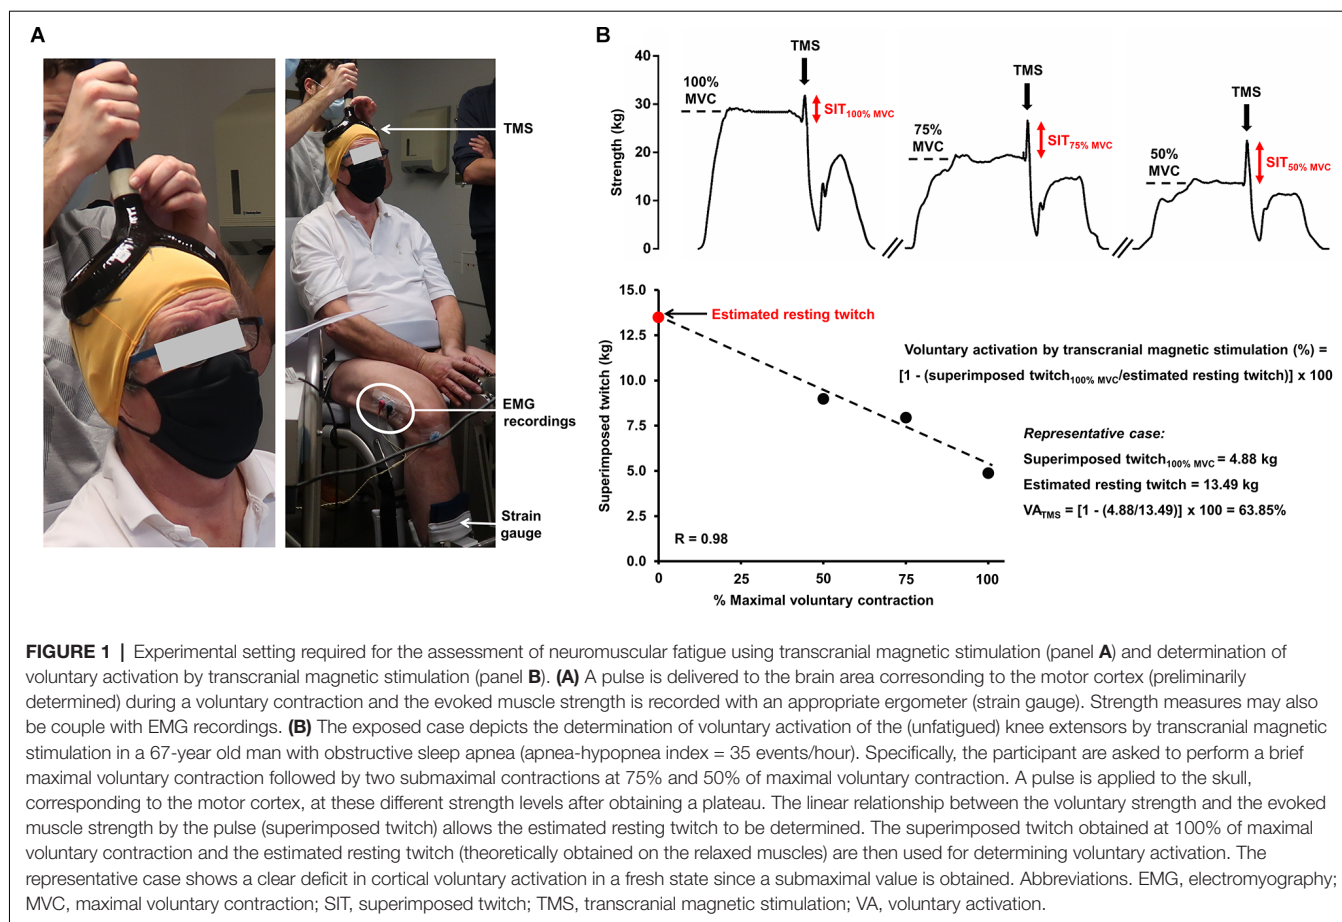 A
TMS
EMG
recordings
Strain
gauge
B
40
30
20
10
0
Strength (kg)
100%
MVC
TMS
SIT100% MVC
75%
MVC
TMS
SIT75% MVC
50%
MVC
TMS
SIT50% MVC
15.0
12.5
10.0
7.5
5.0
2.5
0.0
Superimposed twitch (kg)
Estimated resting twitch
R = 0.98
0 25 50 75 100
% Maximal voluntary contraction
Voluntary activation by transcranial magnetic stimulation (%) =
[1 - (superimposed twitch100% MVC/estimated resting twitch)] x 100
Representative case:
Superimposed twitch100% MVC = 4.88 kg
Estimated resting twitch = 13.49 kg
VATMS = [1 - (4.88/13.49)] x 100 = 63.85%
FIGURE 1 | Experimental setting required for the assessment of neuromuscular fatigue using transcranial magnetic stimulation (panel A) and determination of
voluntary activation by transcranial magnetic stimulation (panel B). (A) A pulse is delivered to the brain area corresonding to the motor cortex (preliminarily
determined) during a voluntary contraction and the evoked muscle strength is recorded with an appropriate ergometer (strain gauge). Strength measures may also
be couple with EMG recordings. (B) The exposed case depicts the determination of voluntary activation of the (unfatigued) knee extensors by transcranial magnetic
stimulation in a 67-year old man with obstructive sleep apnea (apnea-hypopnea index = 35 events/hour). Specifically, the participant are asked to perform a brief
maximal voluntary contraction followed by two submaximal contractions at 75% and 50% of maximal voluntary contraction. A pulse is applied to the skull,
corresponding to the motor cortex, at these different strength levels after obtaining a plateau. The linear relationship between the voluntary strength and the evoked
muscle strength by the pulse (superimposed twitch) allows the estimated resting twitch to be determined. The superimposed twitch obtained at 100% of maximal
voluntary contraction and the estimated resting twitch (theoretically obtained on the relaxed muscles) are then used for determining voluntary activation. The
representative case shows a clear deficit in cortical voluntary activation in a fresh state since a submaximal value is obtained. Abbreviations. EMG, electromyography;
MVC, maximal voluntary contraction; SIT, superimposed twitch; TMS, transcranial magnetic stimulation; VA, voluntary activation.